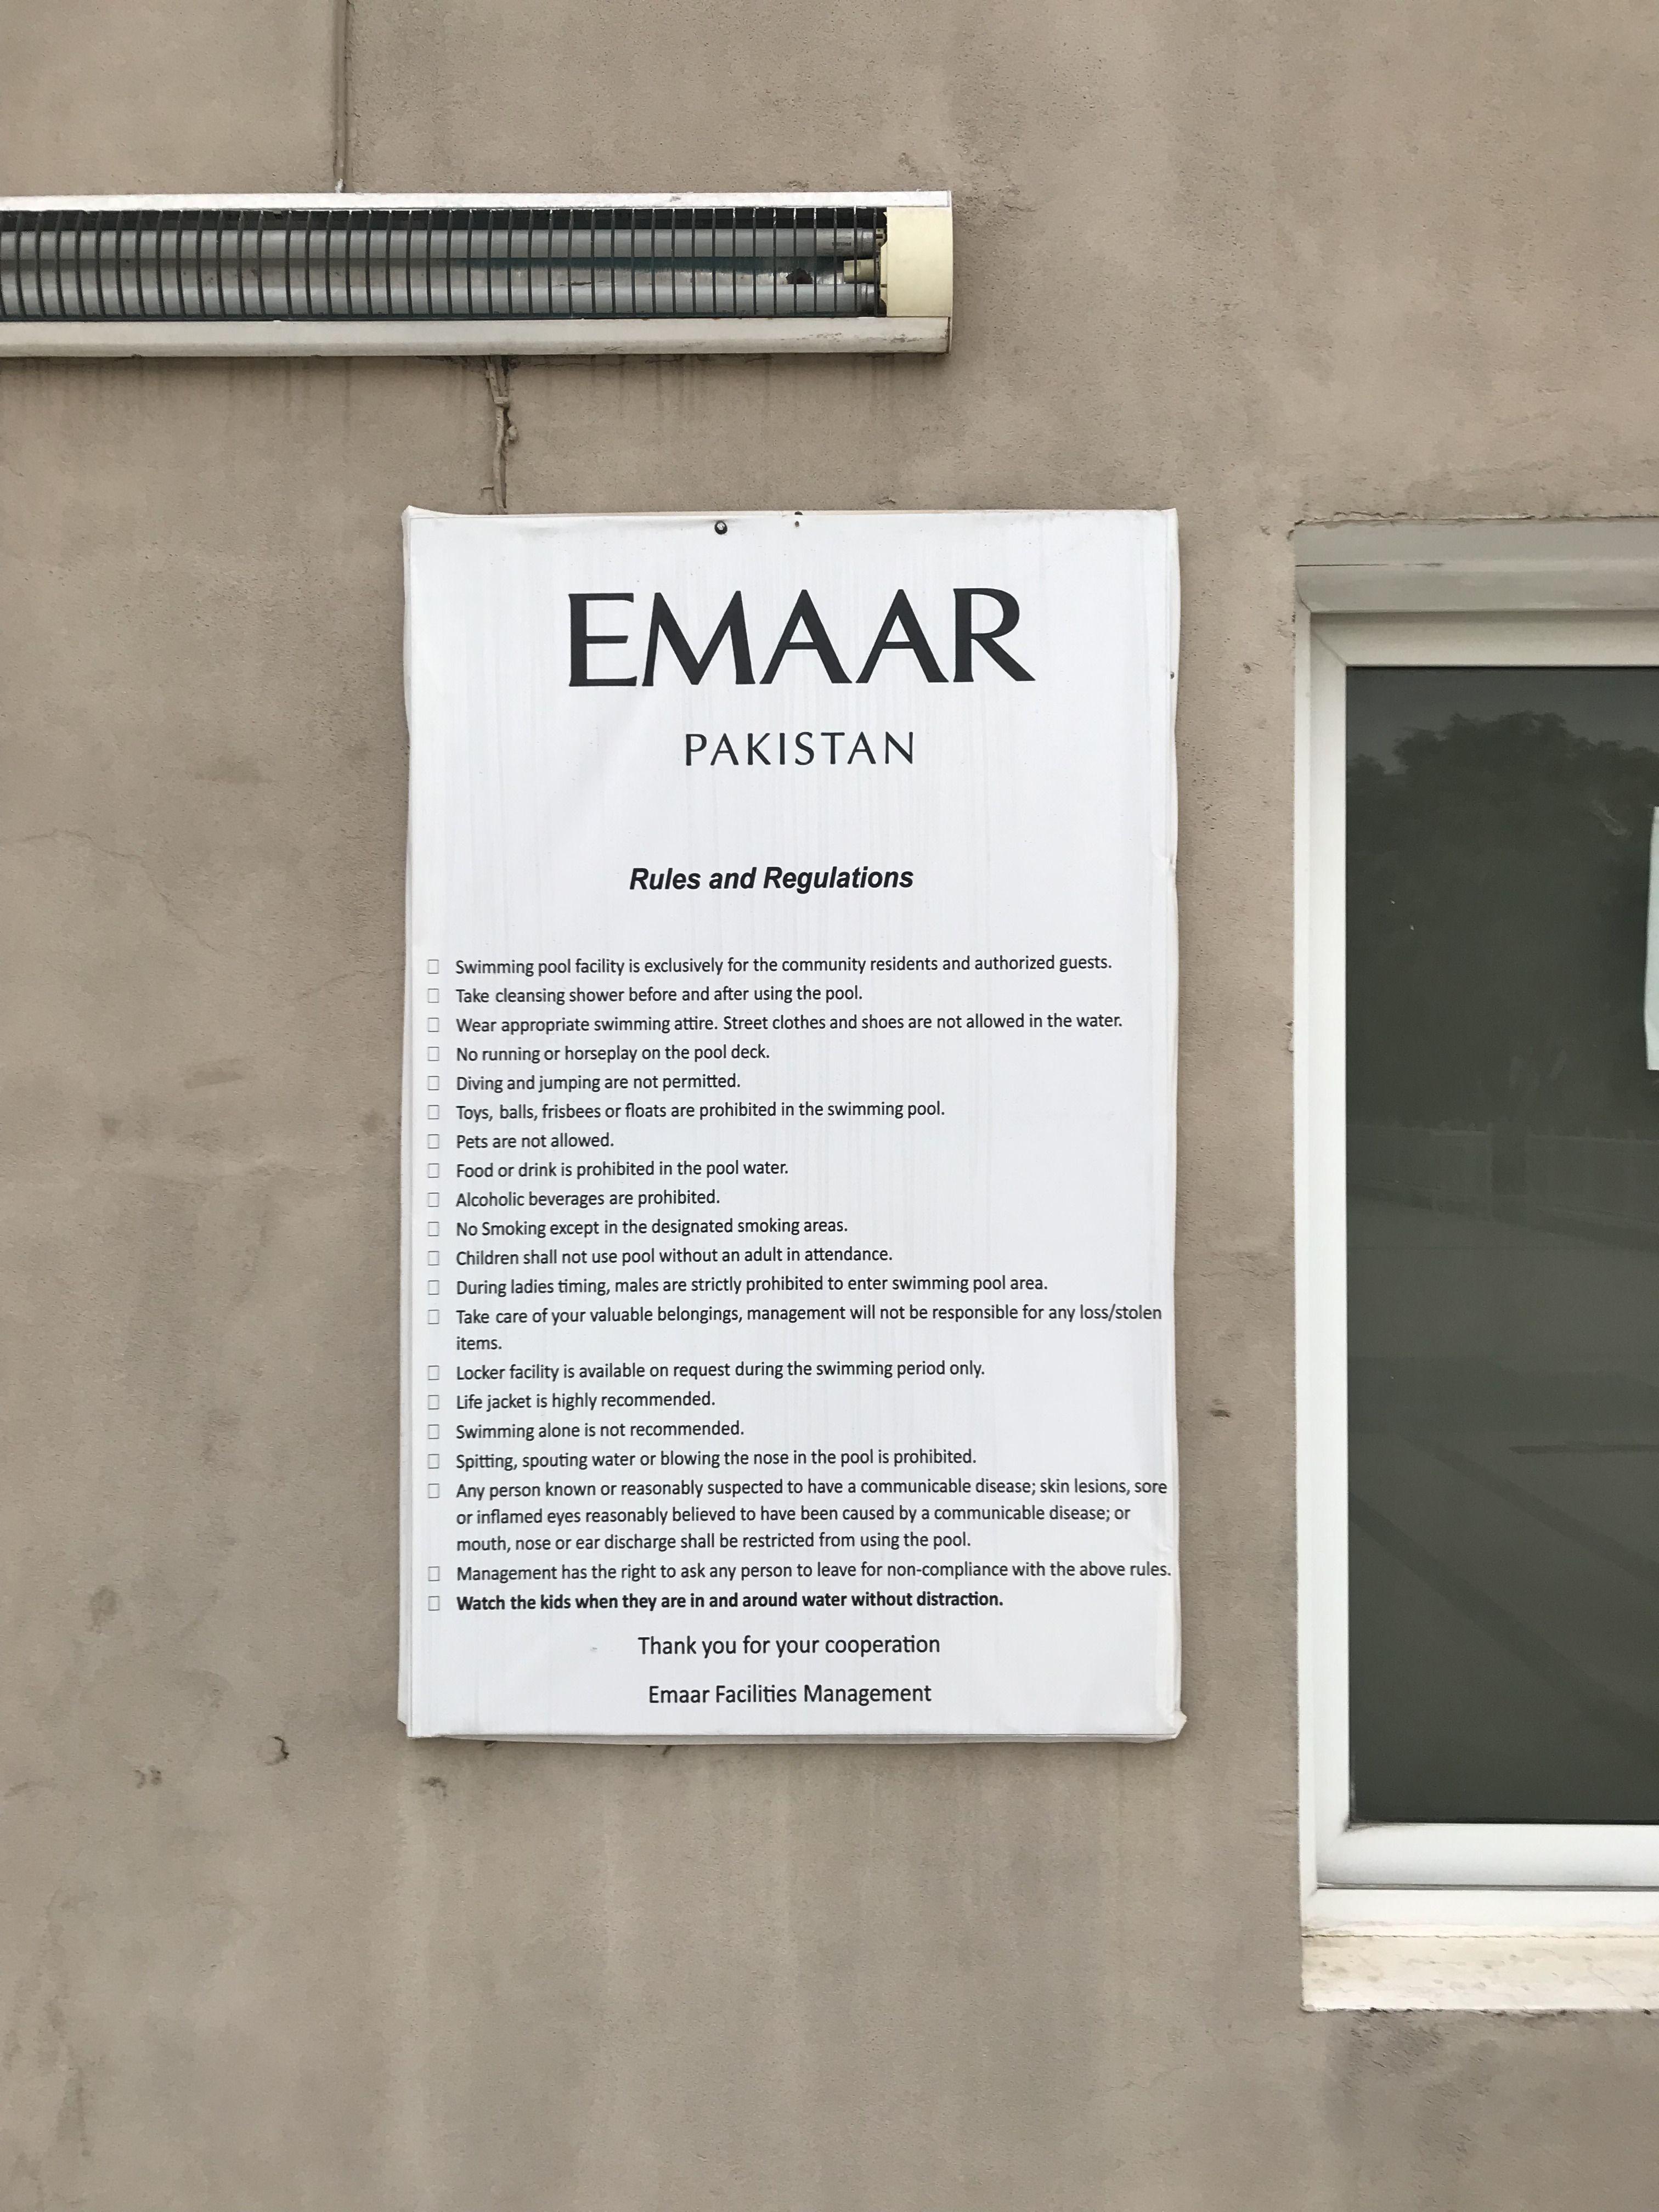 EMAAR
PAKISTAN
Rules and Regulations
Swimming pool facility is exclusively for the community residents and authorized guests.
Take cleansing shower before and after using the pool.
Wear appropriate swimming attire. Street clothes and shoes are not allowed in the water.
No running or horseplay on the pool deck.
Diving and jumping are not permitted.
Toys, balls, frisbees or floats are prohibited in the swimming pool.
Pets are not allowed.
Food or drink is prohibited in the pool water.
Alcoholic beverages are prohibited.
No Smoking except in the designated smoking areas.
Children shall not use pool without an adult in attendance.
During ladies timing, males are strictly prohibited to enter swimming pool area.
Take care of your valuable belongings, management will not be responsible for any loss/stolen
items.
Locker facility is available on request during the swimming period only.
Life jacket is highly recommended.
Swimming alone is not recommended.
Spitting, spouting water or blowing the nose in the pool is prohibited.
Any person known or reasonably suspected to have a communicable disease; skin lesions, sore
or inflamed eyes reasonably believed to have been caused by a communicable disease; or
mouth, nose or ear discharge shall be restricted from using the pool.
Management has the right to ask any person to leave for non-compliance with the above rules.
Watch the kids when they are in and around water without distraction.
Thank you for your cooperation
Emaar Facilities Management